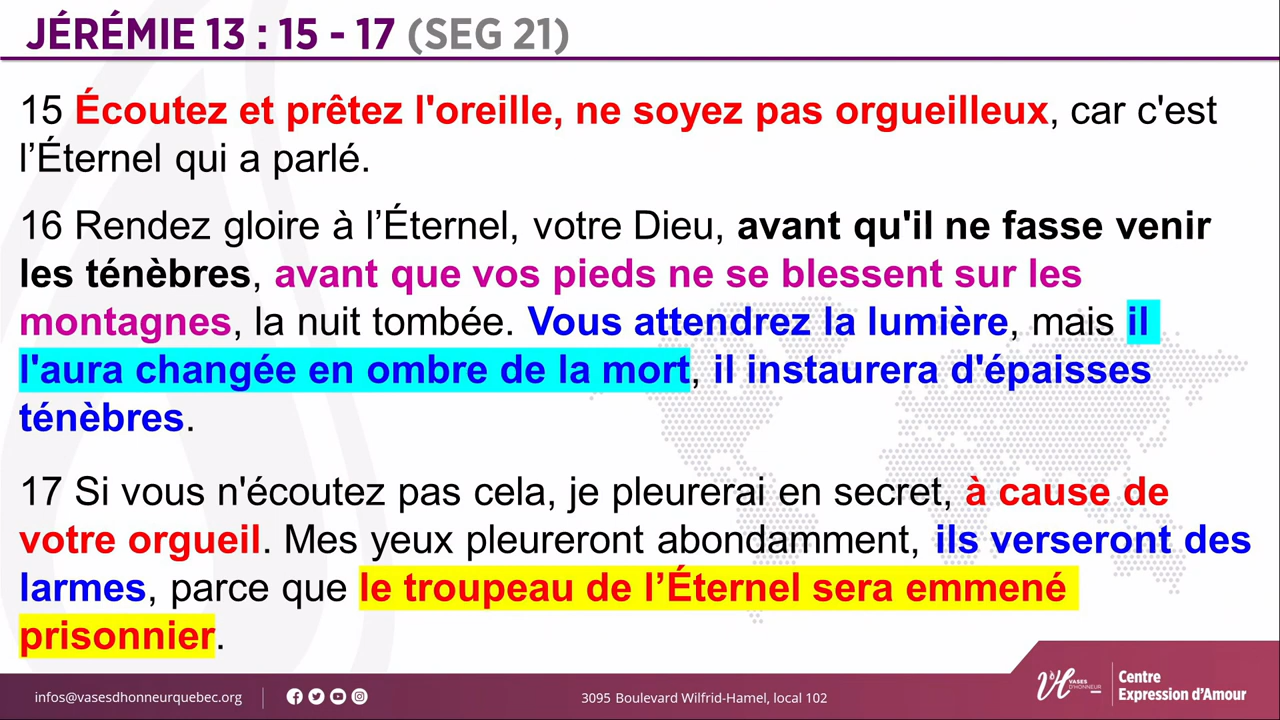 JÉRÉMIE 13 : 15 - 17 (SEG 21)
15 Écoutez et prêtez l'oreille, ne soyez pas orgueilleux, car c'est
l’Éternel qui a parlé.
16 Rendez gloire à l’Éternel, votre Dieu, avant qu'il ne fasse venir
les ténèbres, avant que vos pieds ne se blessent sur les
montagnes, la nuit tombée. Vous attendrez la lumière, mais il
l'aura changée en ombre de la mort, il instaurera d'épaisses
ténèbres.
17 Si vous n'écoutez pas cela, je pleurerai en secret, à cause de
votre orgueil. Mes yeux pleureront abondamment, ils verseront des
larmes, parce que le troupeau de l’Éternel sera emmené
prisonnier.
infos@vasesdhonneurquebec.org
3095 Boulevard Wilfrid-Hamel, local 102
VASES
D'HONNEUR
Centre
Expression d’Amour